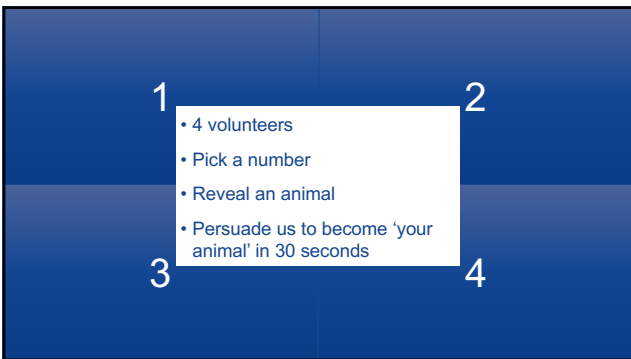 1
2
• 4 volunteers
• Pick a number
• Reveal an animal
• Persuade us to become ‘your
animal’ in 30 seconds
3
4